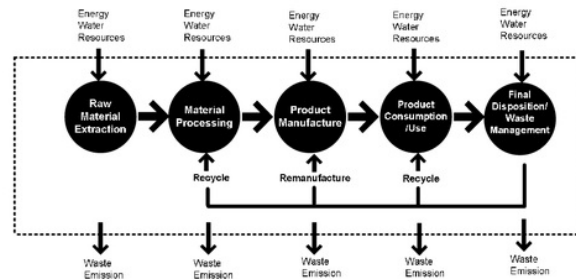 Energy
Water
Resources
Energy
Water
Resources
Energy
Water
Resources
Energy
Water
Resources
Energy
Water
Resources
Raw
Material
Extraction
Material
Processing
Product
Manufacture
Product
Consumption
/Use
Final
Disposition/
Waste
Management
Recycle
Remanufacture
Recycle
Waste
Emission
Waste
Emission
Waste
Emission
Waste
Emission
Waste
Emission